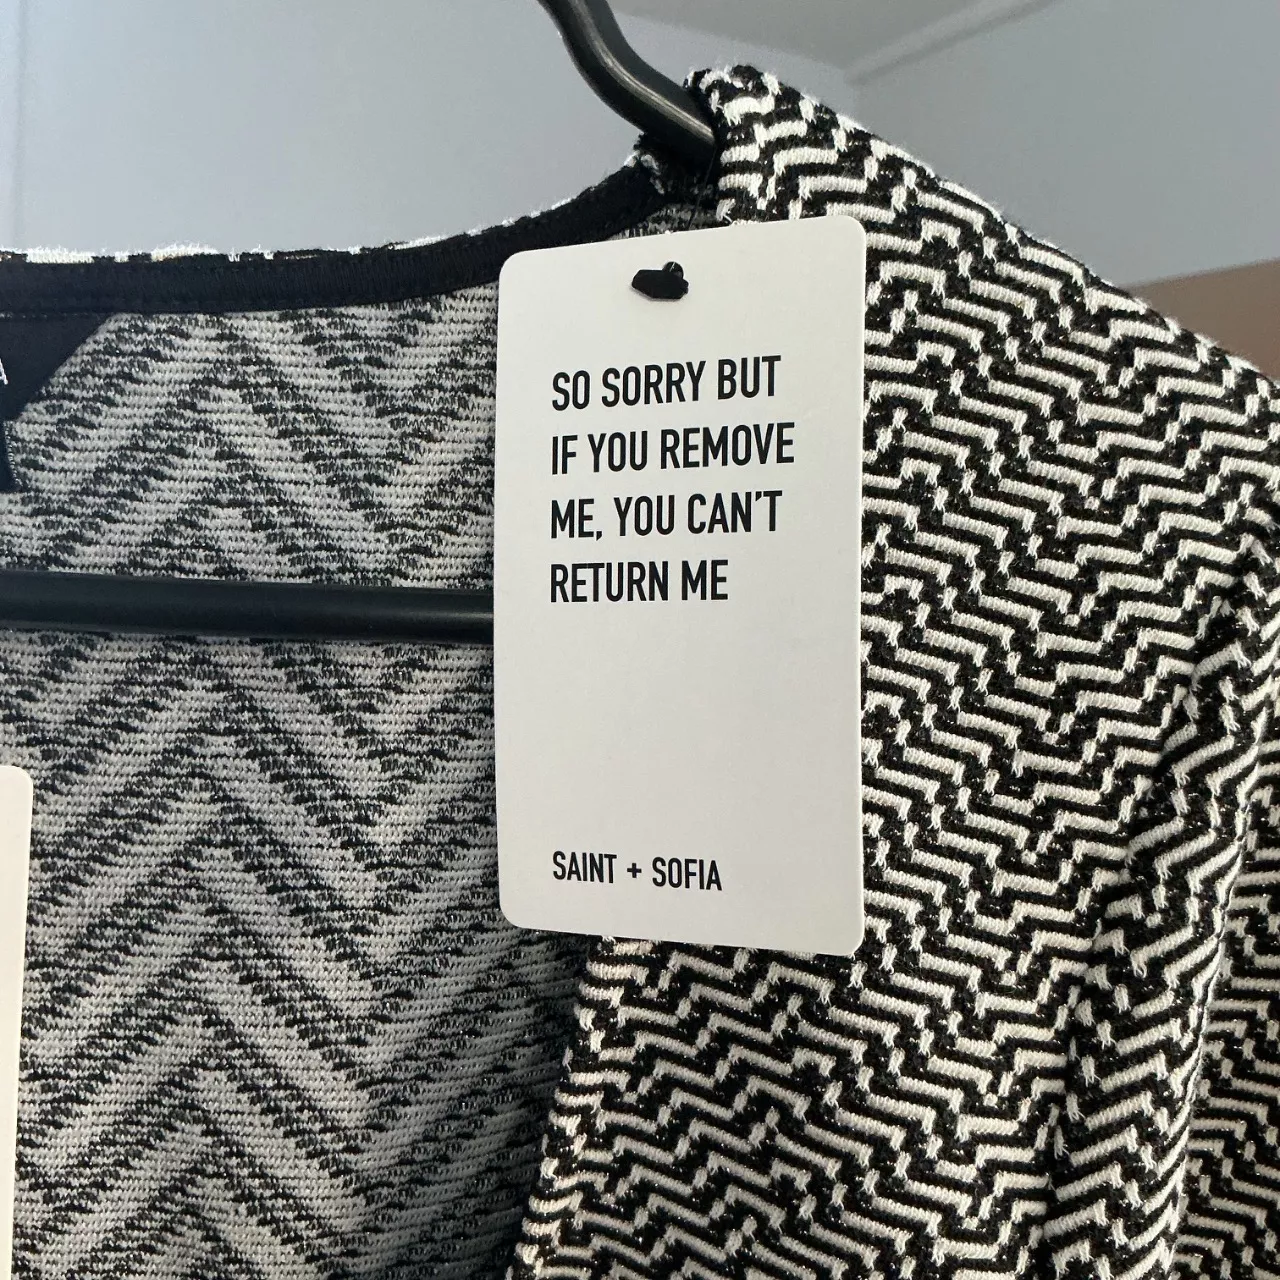 SO SORRY BUT
IF YOU REMOVE
ME, YOU CAN'T
RETURN ME
SAINT + SOFIA